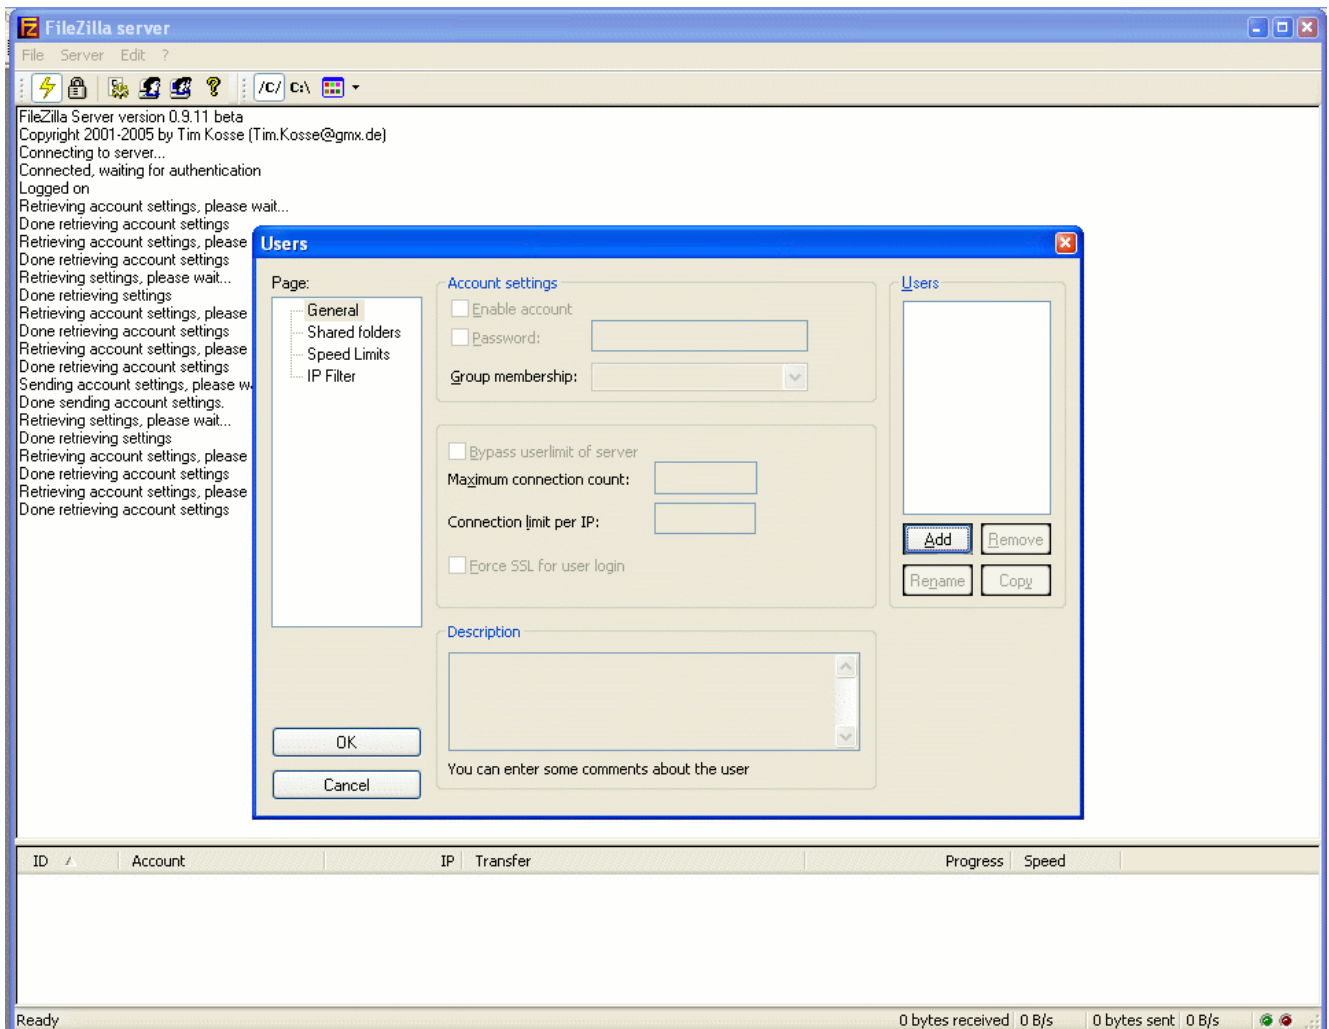 FileZilla server
File Server Edit ?
/C/ C:\
FileZilla Server version 0.9.11 beta
Copyright 2001-2005 by Tim Kosse (Tim.Kosse@gmx.de)
Connecting to server...
Connected, waiting for authentication
Logged on
Retrieving account settings, please wait...
Done retrieving account settings
Retrieving account settings, please
Done retrieving account settings
Retrieving settings, please wait...
Done retrieving settings
Retrieving account settings, please
Done retrieving account settings
Retrieving account settings, please
Done retrieving account settings
Sending account settings, please wa
Done sending account settings.
Retrieving settings, please wait...
Done retrieving settings
Retrieving account settings, please
Done retrieving account settings
Retrieving account settings, please
Done retrieving account settings
Users
Page:
General
Shared folders
Speed Limits
IP Filter
OK
Cancel
Account settings
Enable account
Password:
Group membership:
Bypass userlimit of server
Maximum connection count:
Connection limit per IP:
Force SSL for user login
Description
You can enter some comments about the user
Users
Add Remove
Rename Copy
ID Account IP Transfer Progress Speed
Ready 0 bytes received 0 B/s 0 bytes sent 0 B/s